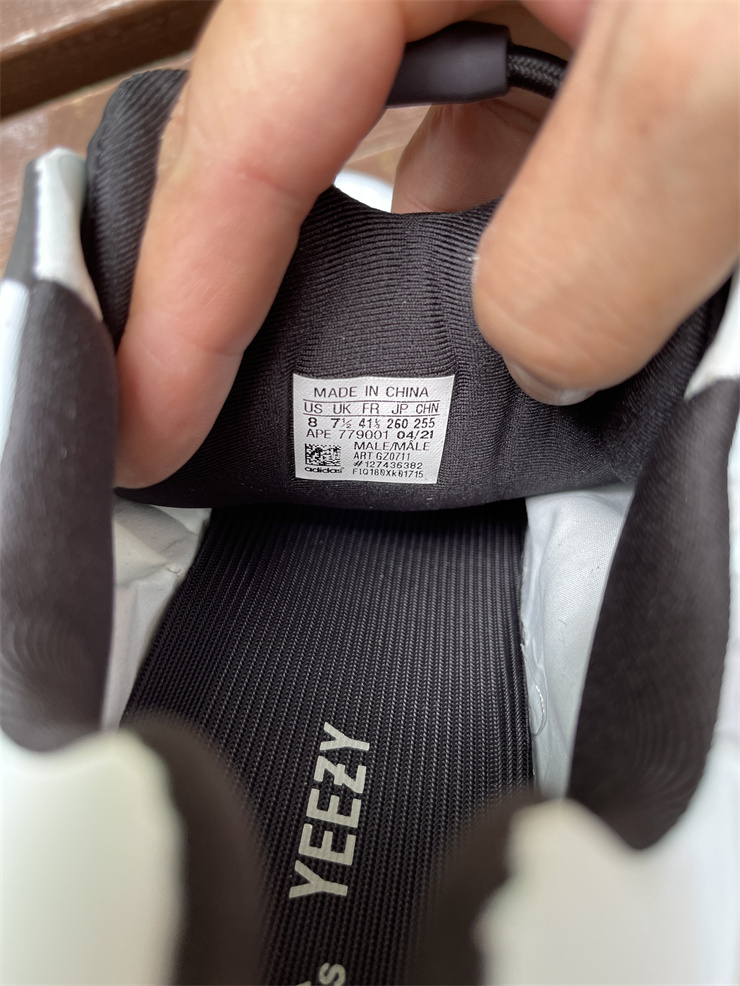 MADE IN CHINA
US UK FR JP CHN
8 7½ 41⅓ 260 255
APE 779001 04/21
MALE/MÂLE
ART GZ0711
#127436382
adidas
YEEZY
s